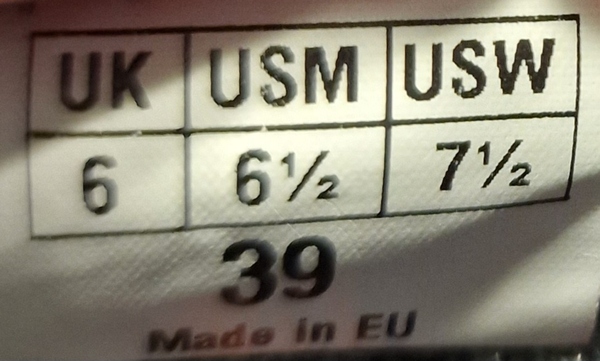 UK USM USW
6 6½ 7½
39
Made in EU